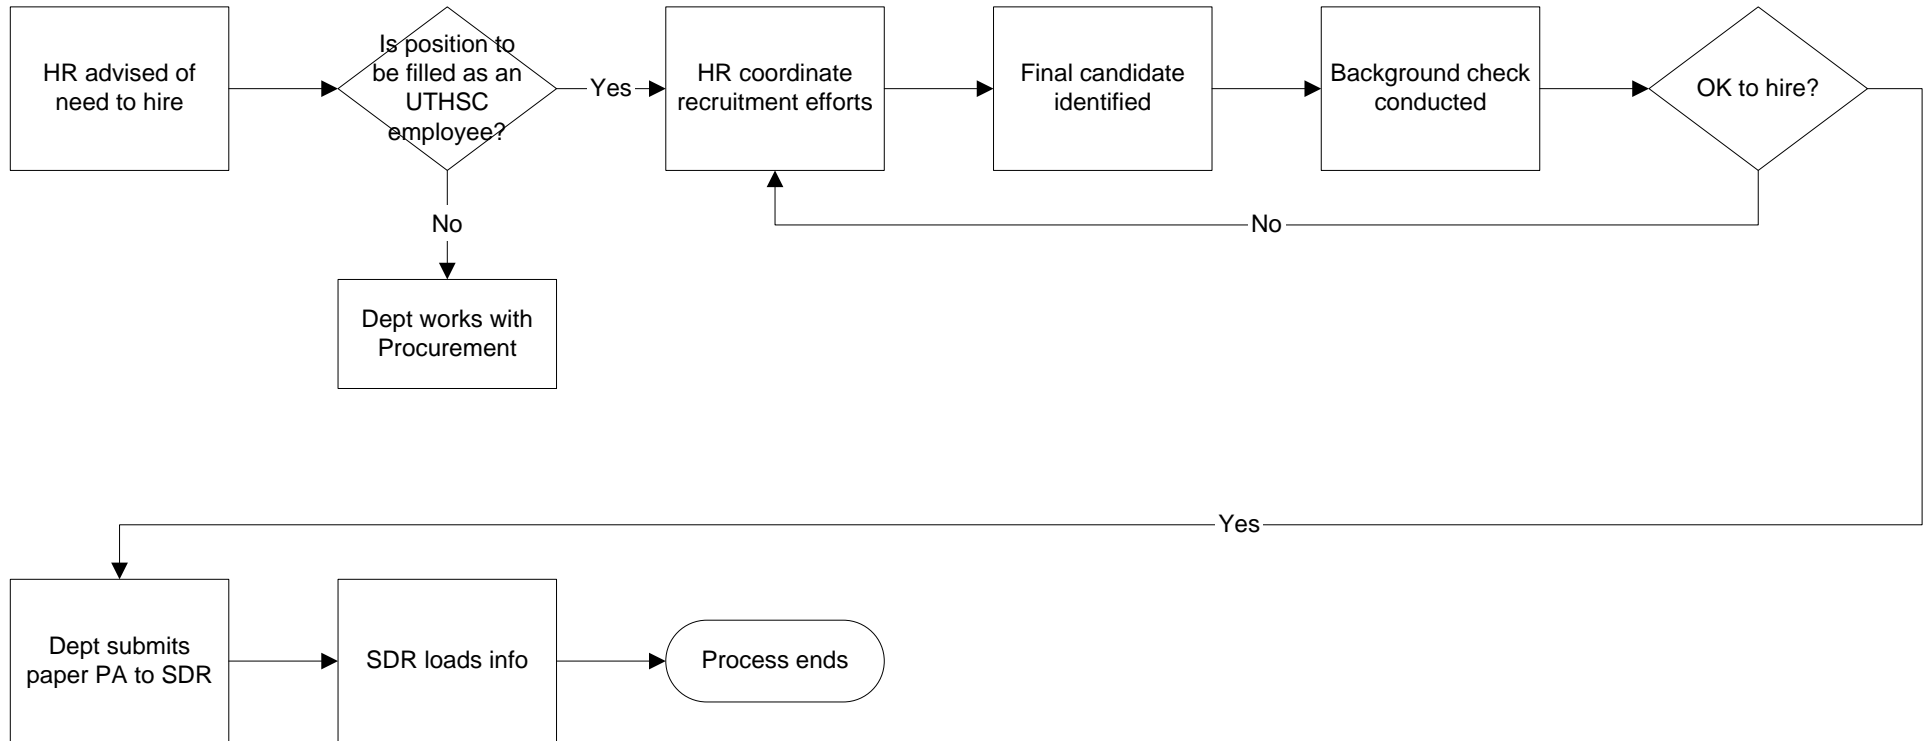 HR advised of
need to hire
Is position to
be filled as an
UTHSC
employee?
Yes
HR coordinate
recruitment efforts
Final candidate
identified
Background check
conducted
OK to hire?
No
No
Dept works with
Procurement
Yes
Dept submits
paper PA to SDR
SDR loads info
Process ends